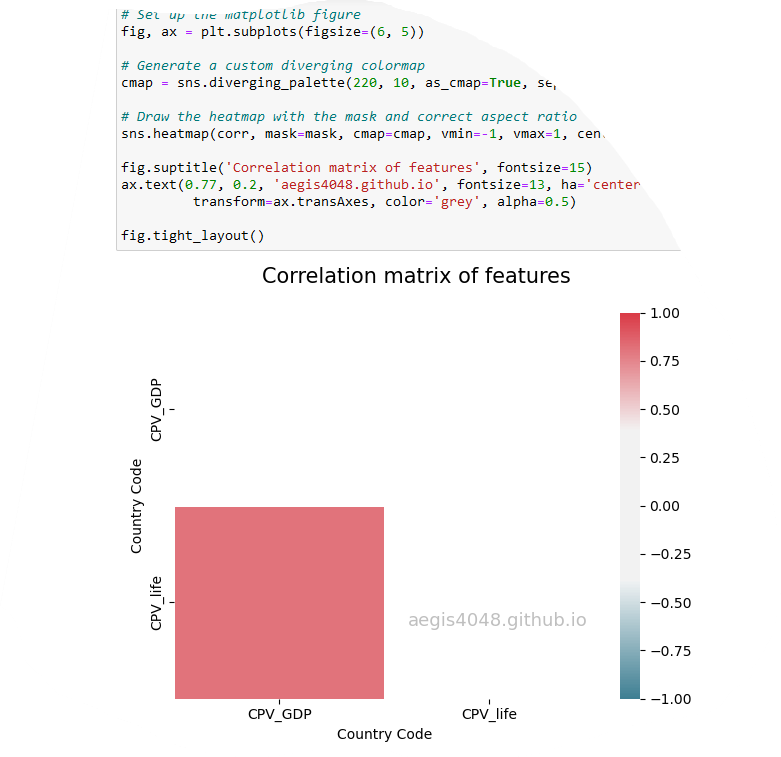 # Set up the matplotlib figure
fig, ax = plt.subplots(figsize=(6, 5))
# Generate a custom diverging colormap
cmap = sns.diverging_palette(220, 10, as_cmap=True,
# Draw the heatmap with the mask and correct aspect ratio
sns.heatmap(corr, mask=mask, cmap=cmap, vmin=-1, vmax=1, cen
fig.suptitle('Correlation matrix of features', fontsize=15)
ax.text(0.77, 0.2, 'aegis4048.github.io', fontsize=13, ha='center
transform=ax.transAxes, color='grey', alpha=0.5)
fig.tight_layout()
Correlation matrix of features
1.00
0.75
0.50
0.25
0.00
−0.25
−0.50
−0.75
−1.00
CPV_GDP
Country Code
CPV_life
aegis4048.github.io
CPV_GDP
CPV_life
Country Code